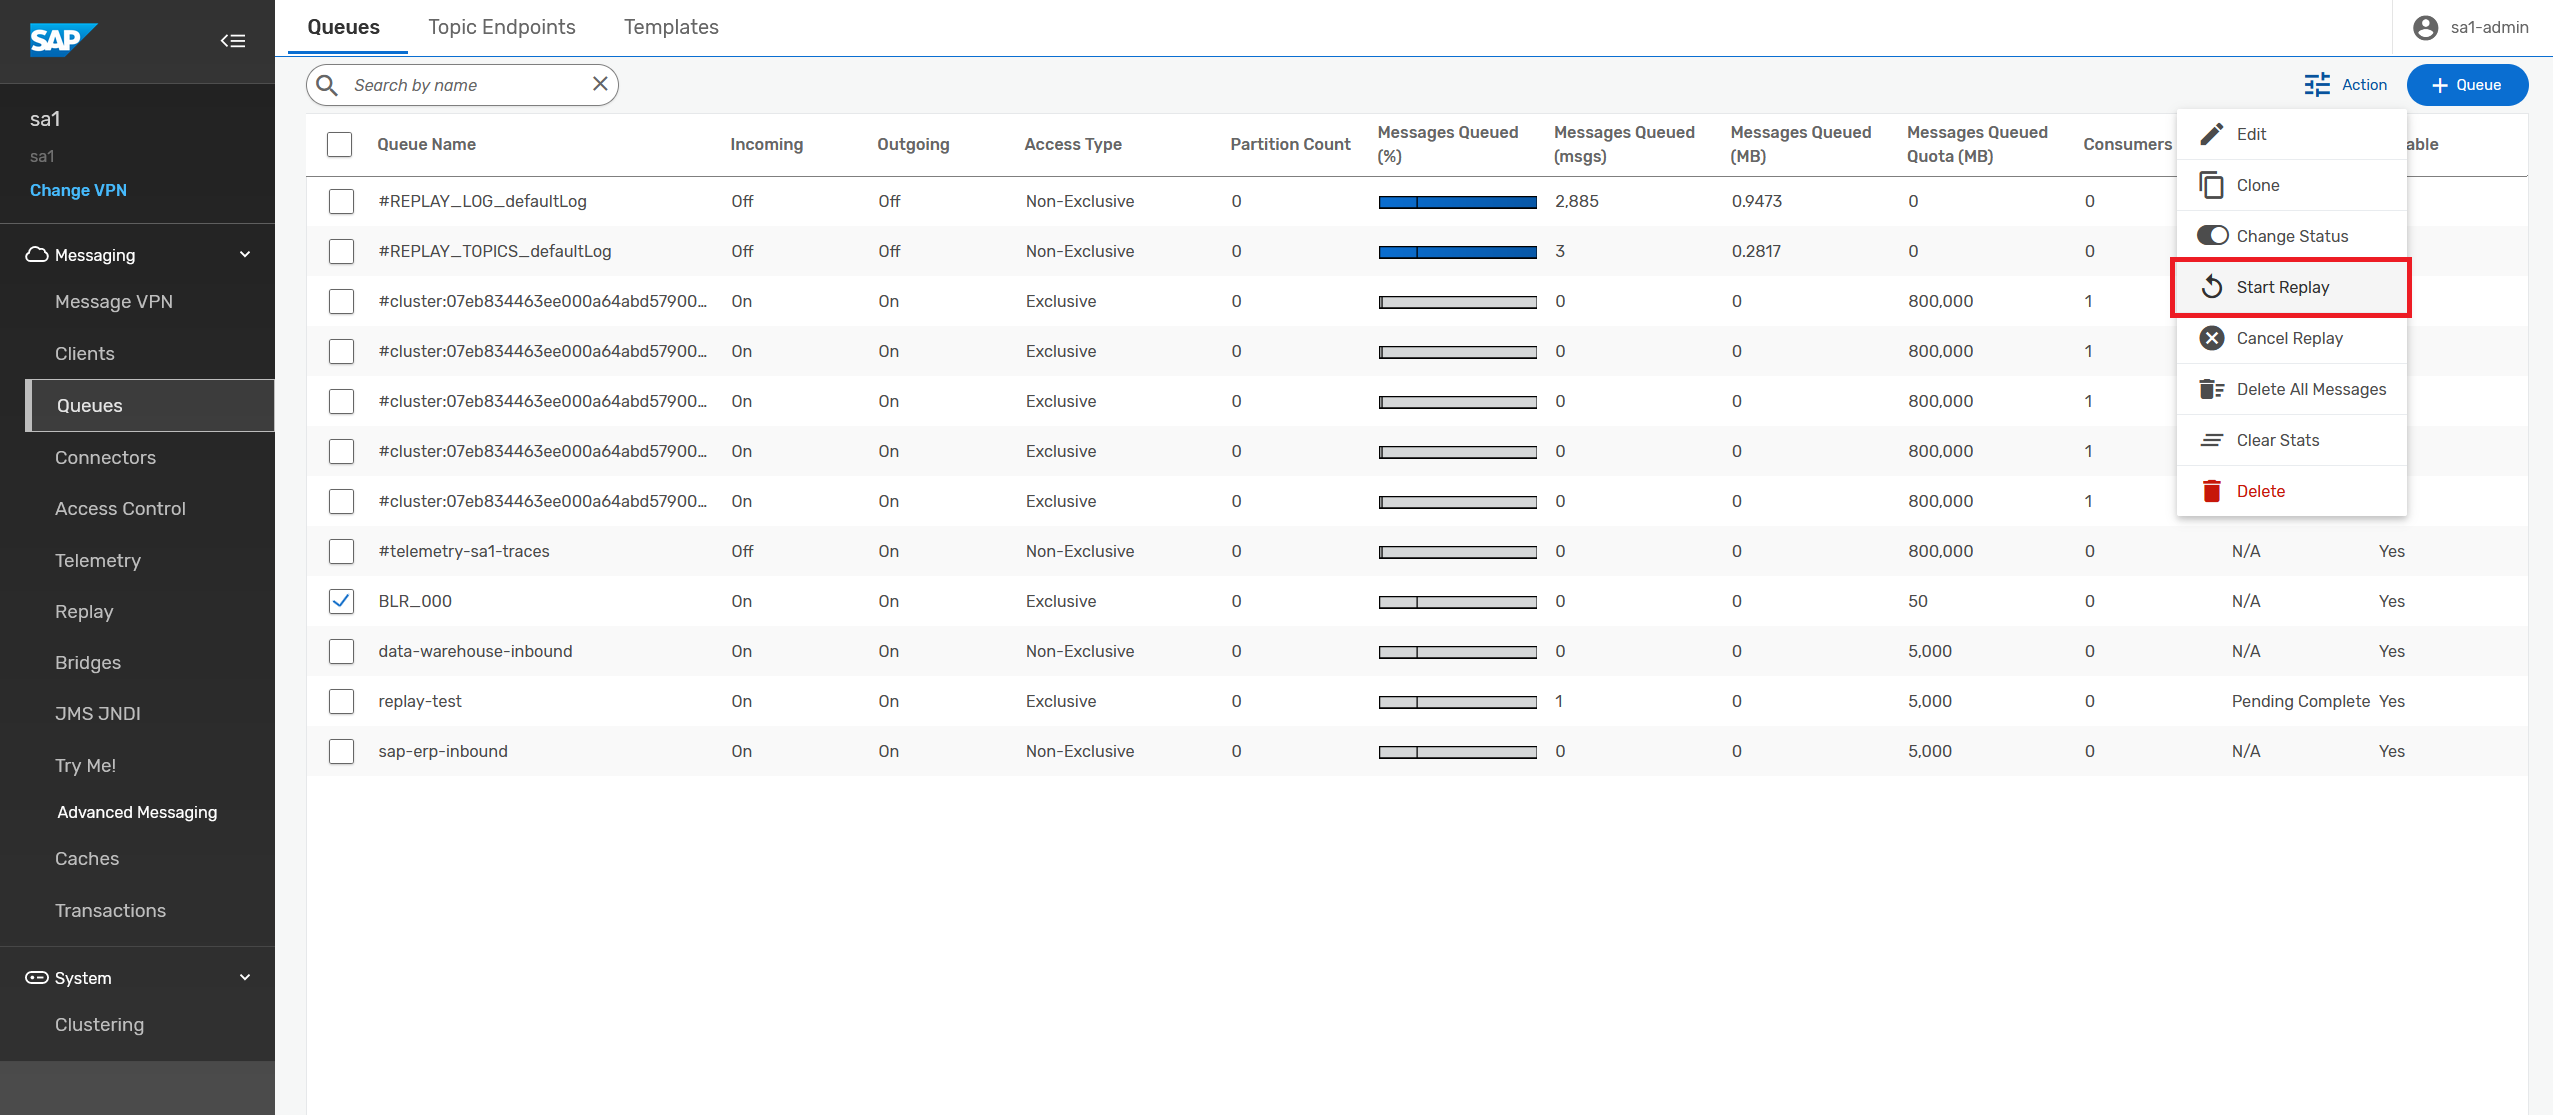 SAP
Queues Topic Endpoints Templates
sa1-admin
Search by name
Action
Queue
sa1
sa1
Change VPN
Messaging
Message VPN
Clients
Queues
Connectors
Access Control
Telemetry
Replay
Bridges
JMS JNDI
Try Me!
Advanced Messaging
Caches
Transactions
System
Clustering
Queue Name Incoming Outgoing Access Type Partition Count Messages Queued (%) Messages Queued (msgs) Messages Queued (MB) Messages Queued Quota (MB) Consumers able
#REPLAY_LOG_defaultLog Off Off Non-Exclusive 0 2,885 0.9473 0 0
#REPLAY_TOPICS_defaultLog Off Off Non-Exclusive 0 3 0.2817 0 0
#cluster:07eb834463ee000a64abd57900... On On Exclusive 0 0 0 800,000 1
#cluster:07eb834463ee000a64abd57900... On On Exclusive 0 0 0 800,000 1
#cluster:07eb834463ee000a64abd57900... On On Exclusive 0 0 0 800,000 1
#cluster:07eb834463ee000a64abd57900... On On Exclusive 0 0 0 800,000 1
#cluster:07eb834463ee000a64abd57900... On On Exclusive 0 0 0 800,000 1
#telemetry-sa1-traces Off On Non-Exclusive 0 0 0 800,000 0 N/A Yes
BLR_000 On On Exclusive 0 0 0 50 0 N/A Yes
data-warehouse-inbound On On Non-Exclusive 0 0 0 5,000 0 N/A Yes
replay-test On On Exclusive 0 1 0 5,000 0 Pending Complete Yes
sap-erp-inbound On On Non-Exclusive 0 0 0 5,000 0 N/A Yes
Edit
Clone
Change Status
Start Replay
Cancel Replay
Delete All Messages
Clear Stats
Delete